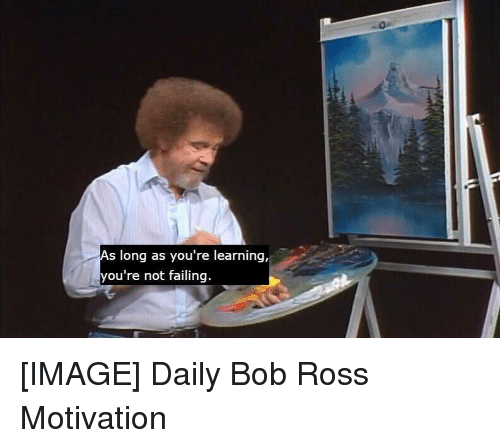 As long as you're learning,
you're not failing.
[IMAGE] Daily Bob Ross
Motivation